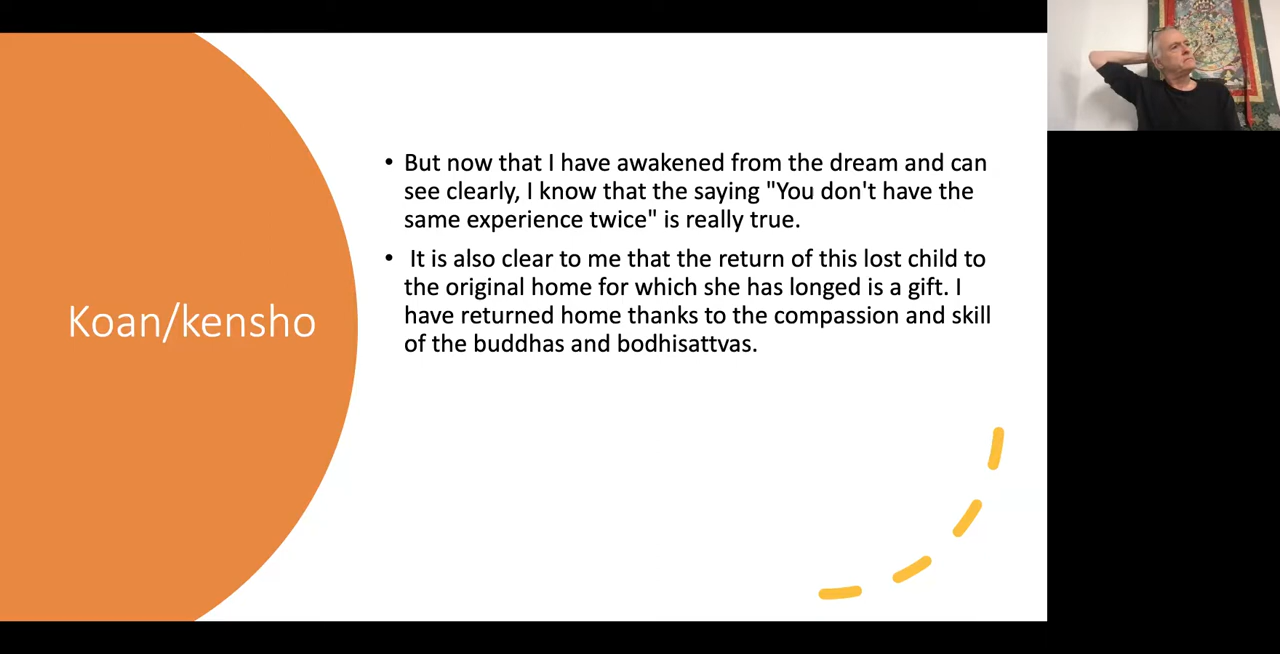 Koan/kensho
• But now that I have awakened from the dream and can
see clearly, I know that the saying "You don't have the
same experience twice" is really true.
• It is also clear to me that the return of this lost child to
the original home for which she has longed is a gift. I
have returned home thanks to the compassion and skill
of the buddhas and bodhisattvas.